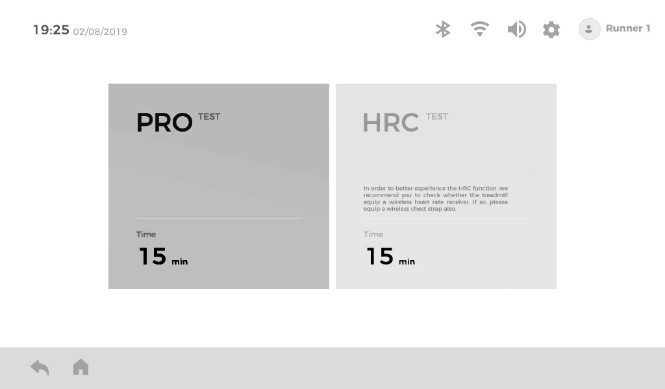 19:25 02/08/2019
Runner 1
PRO TEST
Time
15 min
HRC TEST
In order to better experience the HRC function, we
recommend you to check whether the treadmill
equip a wireless heart rate receiver. If so, please
equip a wireless chest strap also.
Time
15 min